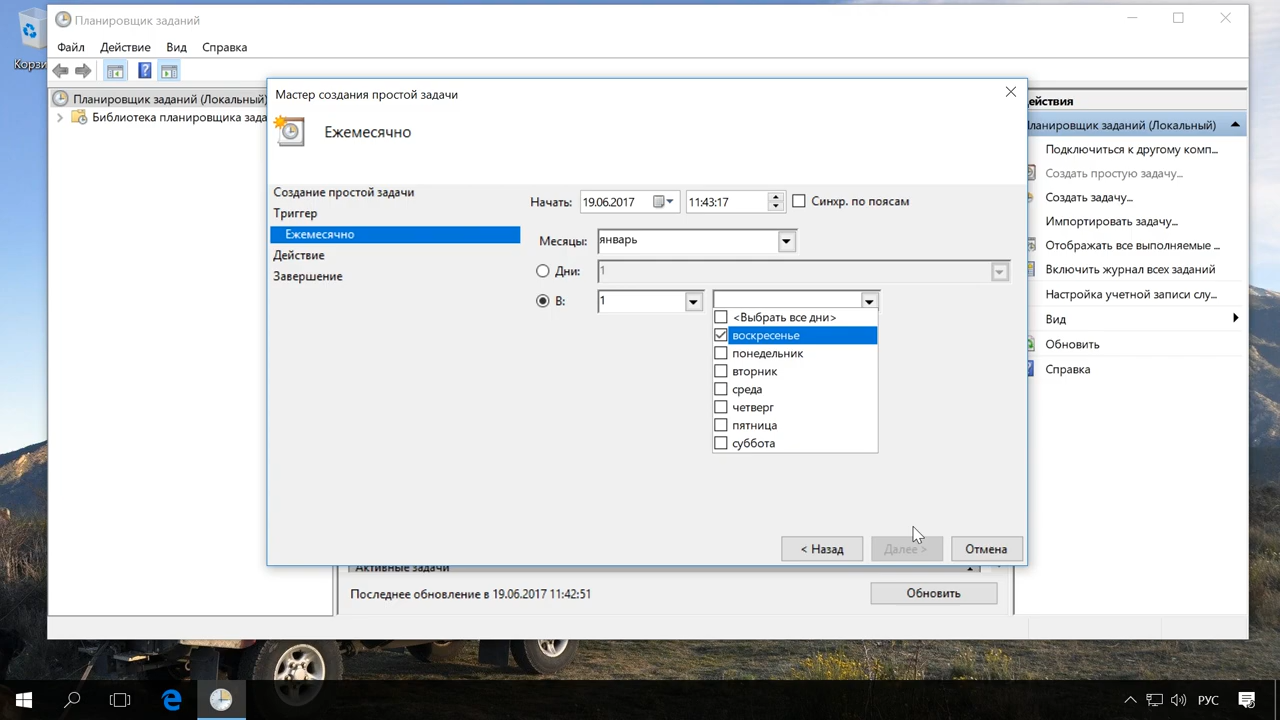 Планировщик заданий
Файл Действие Вид Справка
Корзи
Планировщик заданий (Локальный)
Библиотека планировщика зада
Мастер создания простой задачи
Ежемесячно
Создание простой задачи
Триггер
Ежемесячно
Действие
Завершение
Начать: 19.06.2017 11:43:17 Синхр. по поясам
Месяцы: январь
Дни: 1
В: 1
<Выбрать все дни>
воскресенье
понедельник
вторник
среда
четверг
пятница
суббота
< Назад Далее > Отмена
Активные задачи
Последнее обновление в 19.06.2017 11:42:51 Обновить
ействия
ланировщик заданий (Локальный)
Подключиться к другому комп...
Создать простую задачу...
Создать задачу...
Импортировать задачу...
Отображать все выполняемые ...
Включить журнал всех заданий
Настройка учетной записи слу...
Вид
Обновить
Справка
РУС